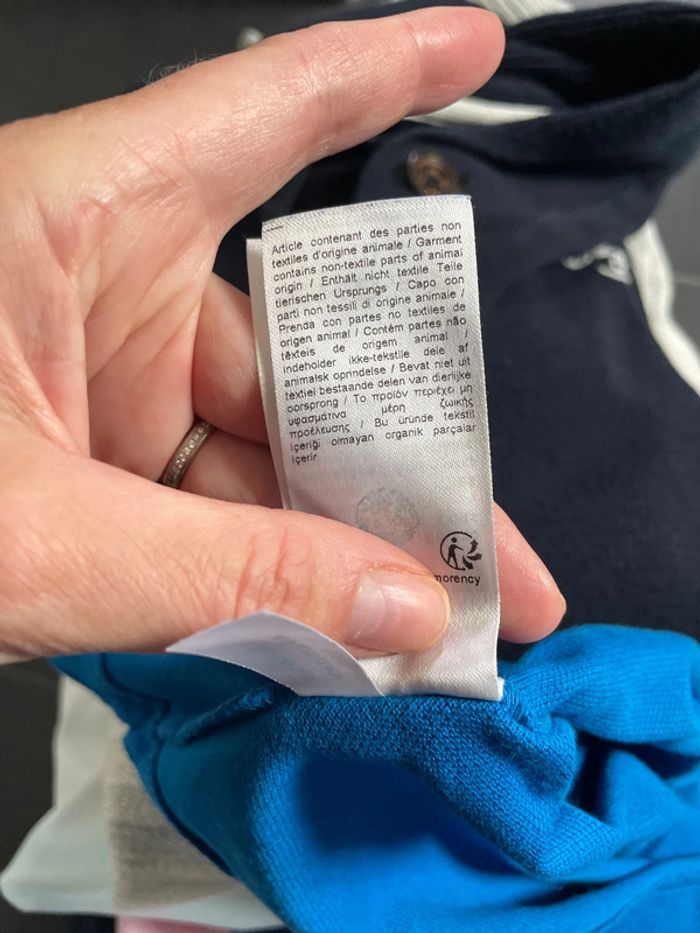 Article contenant des parties non
textiles d'origine animale / Garment
contains non-textile parts of animal
origin / Enthält nicht textile Teile
tierischen Ursprungs / Capo con
parti non tessili di origine animale /
Prenda con partes no textiles de
origen animal / Contém partes não
têxteis de origem animal /
indeholder ikke-tekstile dele af
animalsk oprindelse / Bevat niet uit
textiel bestaande delen van dierlijke
oorsprong / Το προϊόν περιέχει μη
υφασμάτινα μέρη ζωικής
προέλευσης / Bu üründe tekstil
içeriği olmayan organik parçalar
içerir
morency